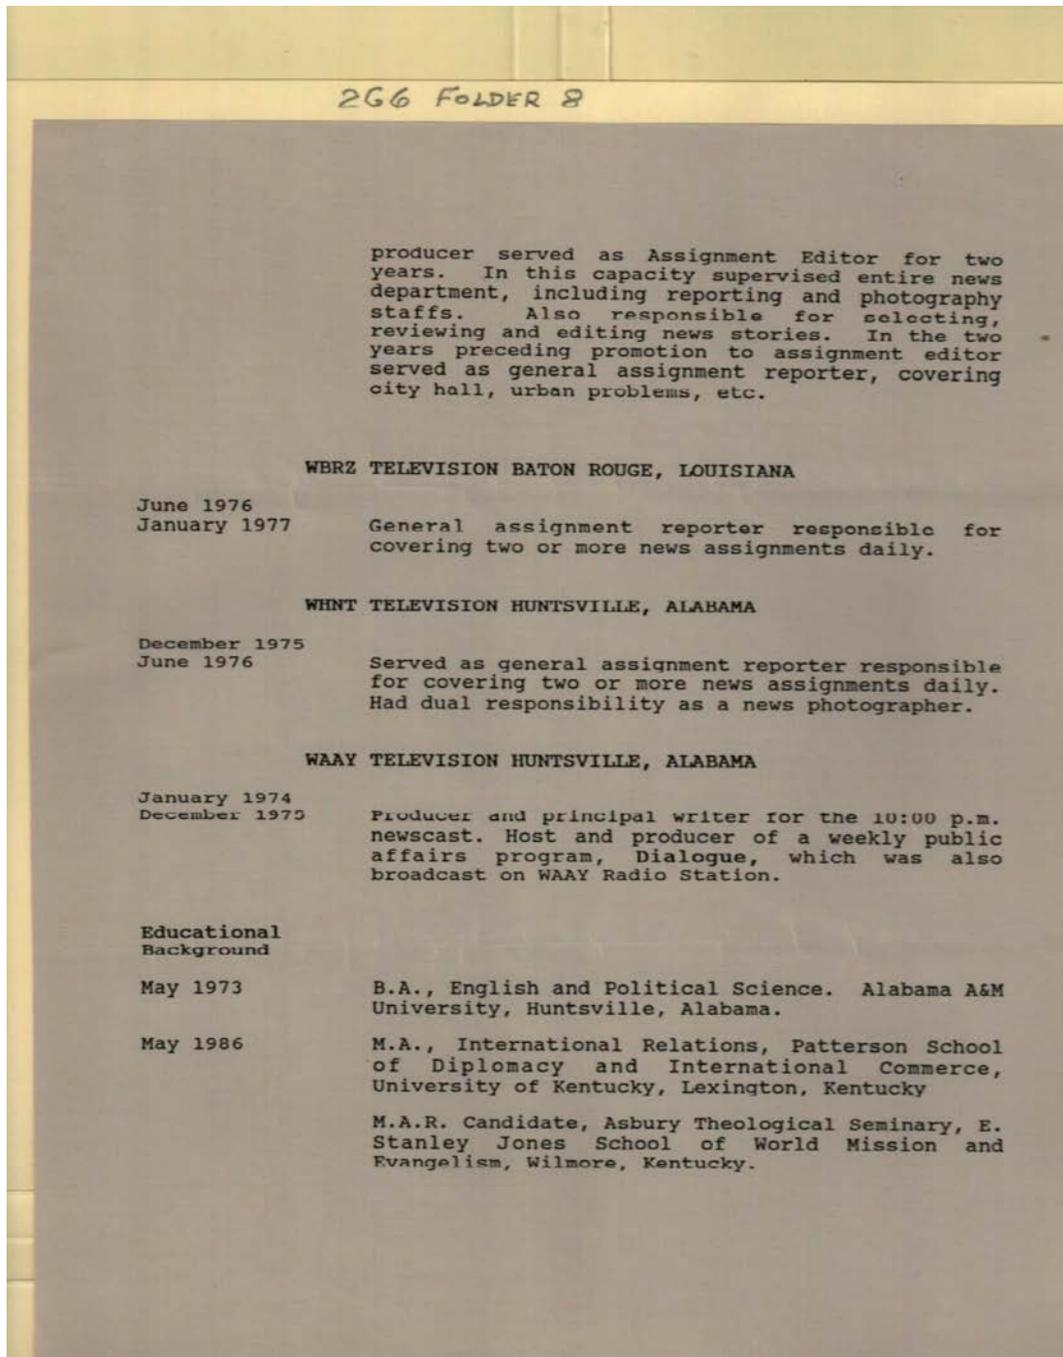 2G6 FOLDER 8
producer served as Assignment Editor for two
years. In this capacity supervised entire news
department, including reporting and photography
staffs. Also responsible for selecting,
reviewing and editing news stories. In the two
years preceding promotion to assignment editor
served as general assignment reporter, covering
city hall, urban problems, etc.
WBRZ TELEVISION BATON ROUGE, LOUISIANA
June 1976
January 1977 General assignment reporter responsible for
covering two or more news assignments daily.
WHNT TELEVISION HUNTSVILLE, ALABAMA
December 1975
June 1976 Served as general assignment reporter responsible
for covering two or more news assignments daily.
Had dual responsibility as a news photographer.
WAAY TELEVISION HUNTSVILLE, ALABAMA
January 1974
December 1975 Producer and principal writer for the 10:00 p.m.
newscast. Host and producer of a weekly public
affairs program, Dialogue, which was also
broadcast on WAAY Radio Station.
Educational
Background
May 1973 B.A., English and Political Science. Alabama A&M
University, Huntsville, Alabama.
May 1986 M.A., International Relations, Patterson School
of Diplomacy and International Commerce,
University of Kentucky, Lexington, Kentucky
M.A.R. Candidate, Asbury Theological Seminary, E.
Stanley Jones School of World Mission and
Evangelism, Wilmore, Kentucky.